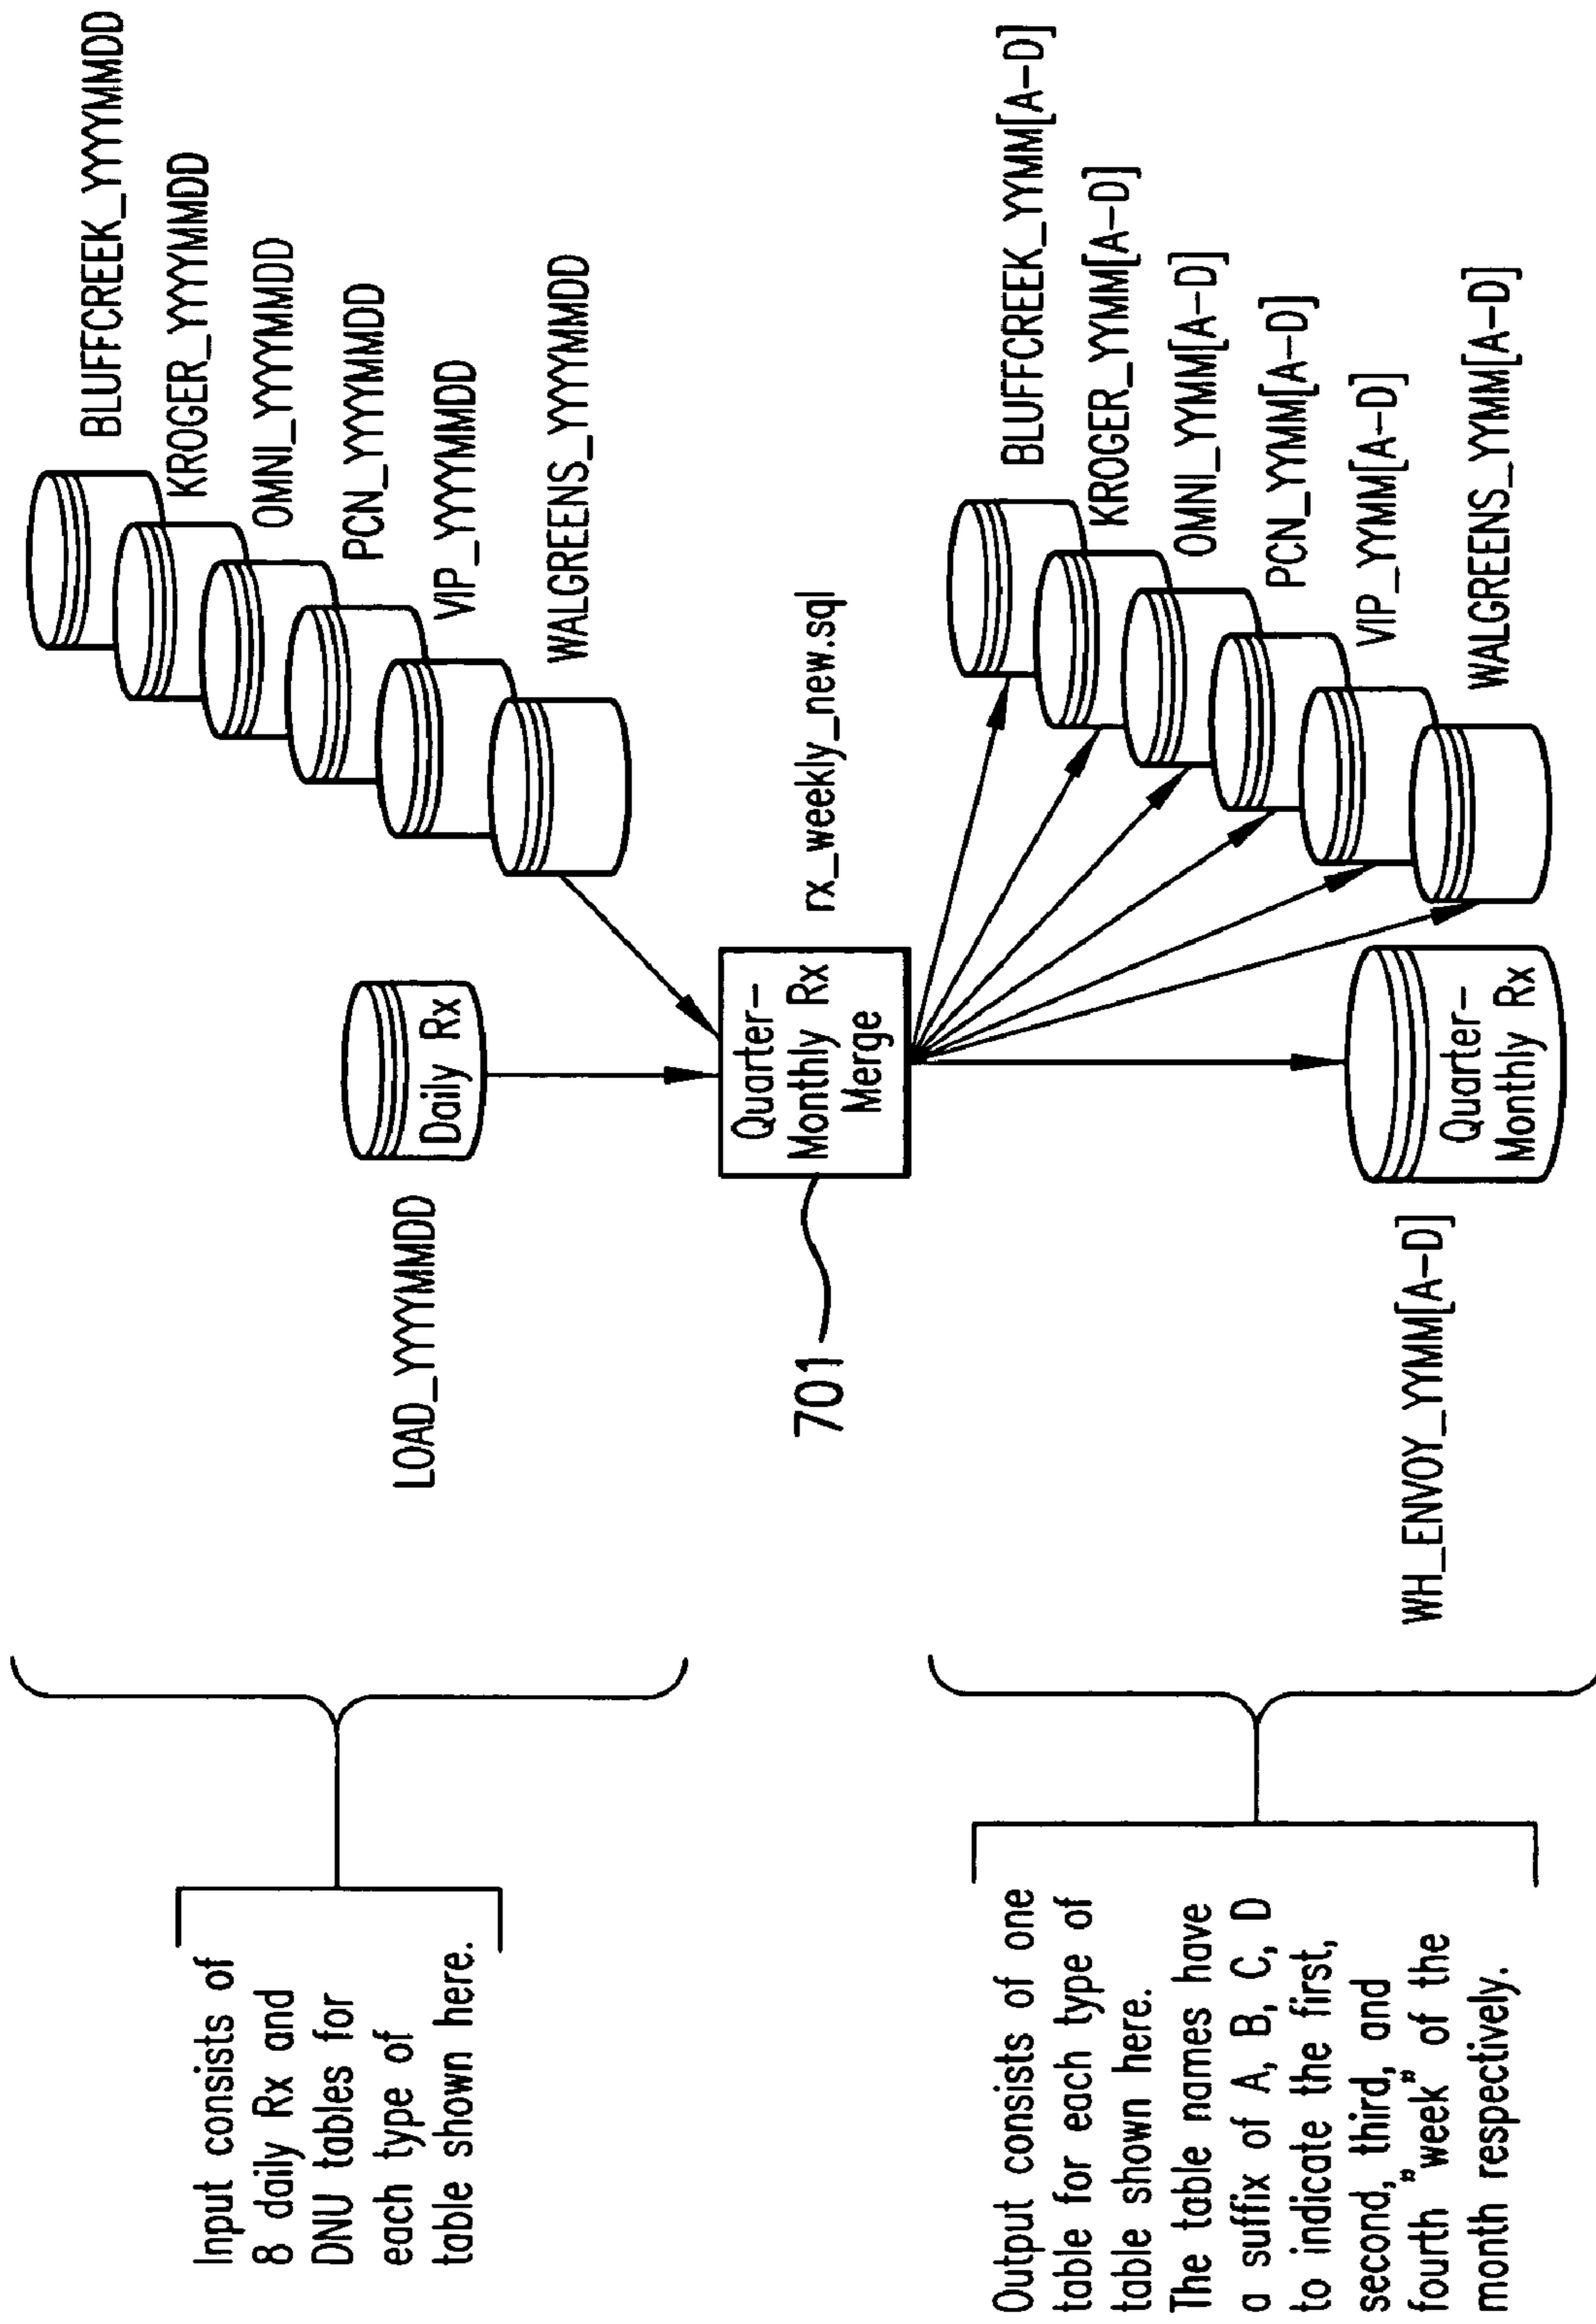 Input consists of
8 daily Rx and
DNU tables for
each type of
table shown here.
LOAD_YYYYMMDD
Daily Rx
BLUFFCREEK_YYYYMMDD
KROGER_YYYYMMDD
OMNI_YYYYMMDD
PCN_YYYYMMDD
VIP_YYYYMMDD
WALGREENS_YYYYMMDD
701
Quarter–
Monthly Rx
Merge
rx_weekly_new.sql
Output consists of one
table for each type of
table shown here.
The table names have
a suffix of A, B, C, D
to indicate the first,
second, third, and
fourth "week" of the
month respectively.
WH_ENVOY_YYMM[A–D]
Quarter–
Monthly Rx
BLUFFCREEK_YYMM[A–D]
KROGER_YYMM[A–D]
OMNI_YYMM[A–D]
PCN_YYMM[A–D]
VIP_YYMM[A–D]
WALGREENS_YYMM[A–D]